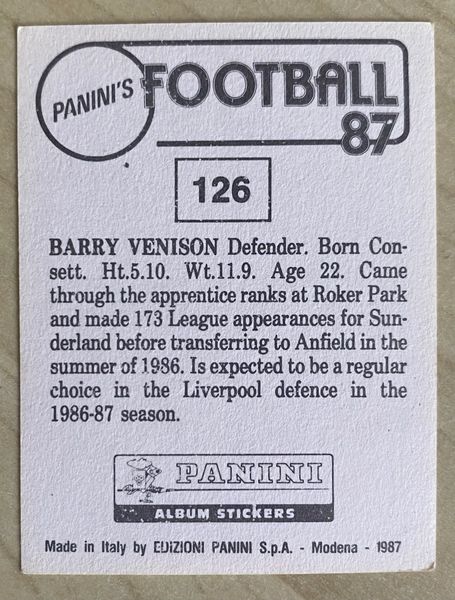 PANINI'S FOOTBALL
87
126
BARRY VENISON Defender. Born Con-
sett. Ht.5.10. Wt.11.9. Age 22. Came
through the apprentice ranks at Roker Park
and made 173 League appearances for Sun-
derland before transferring to Anfield in the
summer of 1986. Is expected to be a regular
choice in the Liverpool defence in the
1986-87 season.
PANINI
ALBUM STICKERS
Made in Italy by EDIZIONI PANINI S.p.A. - Modena - 1987